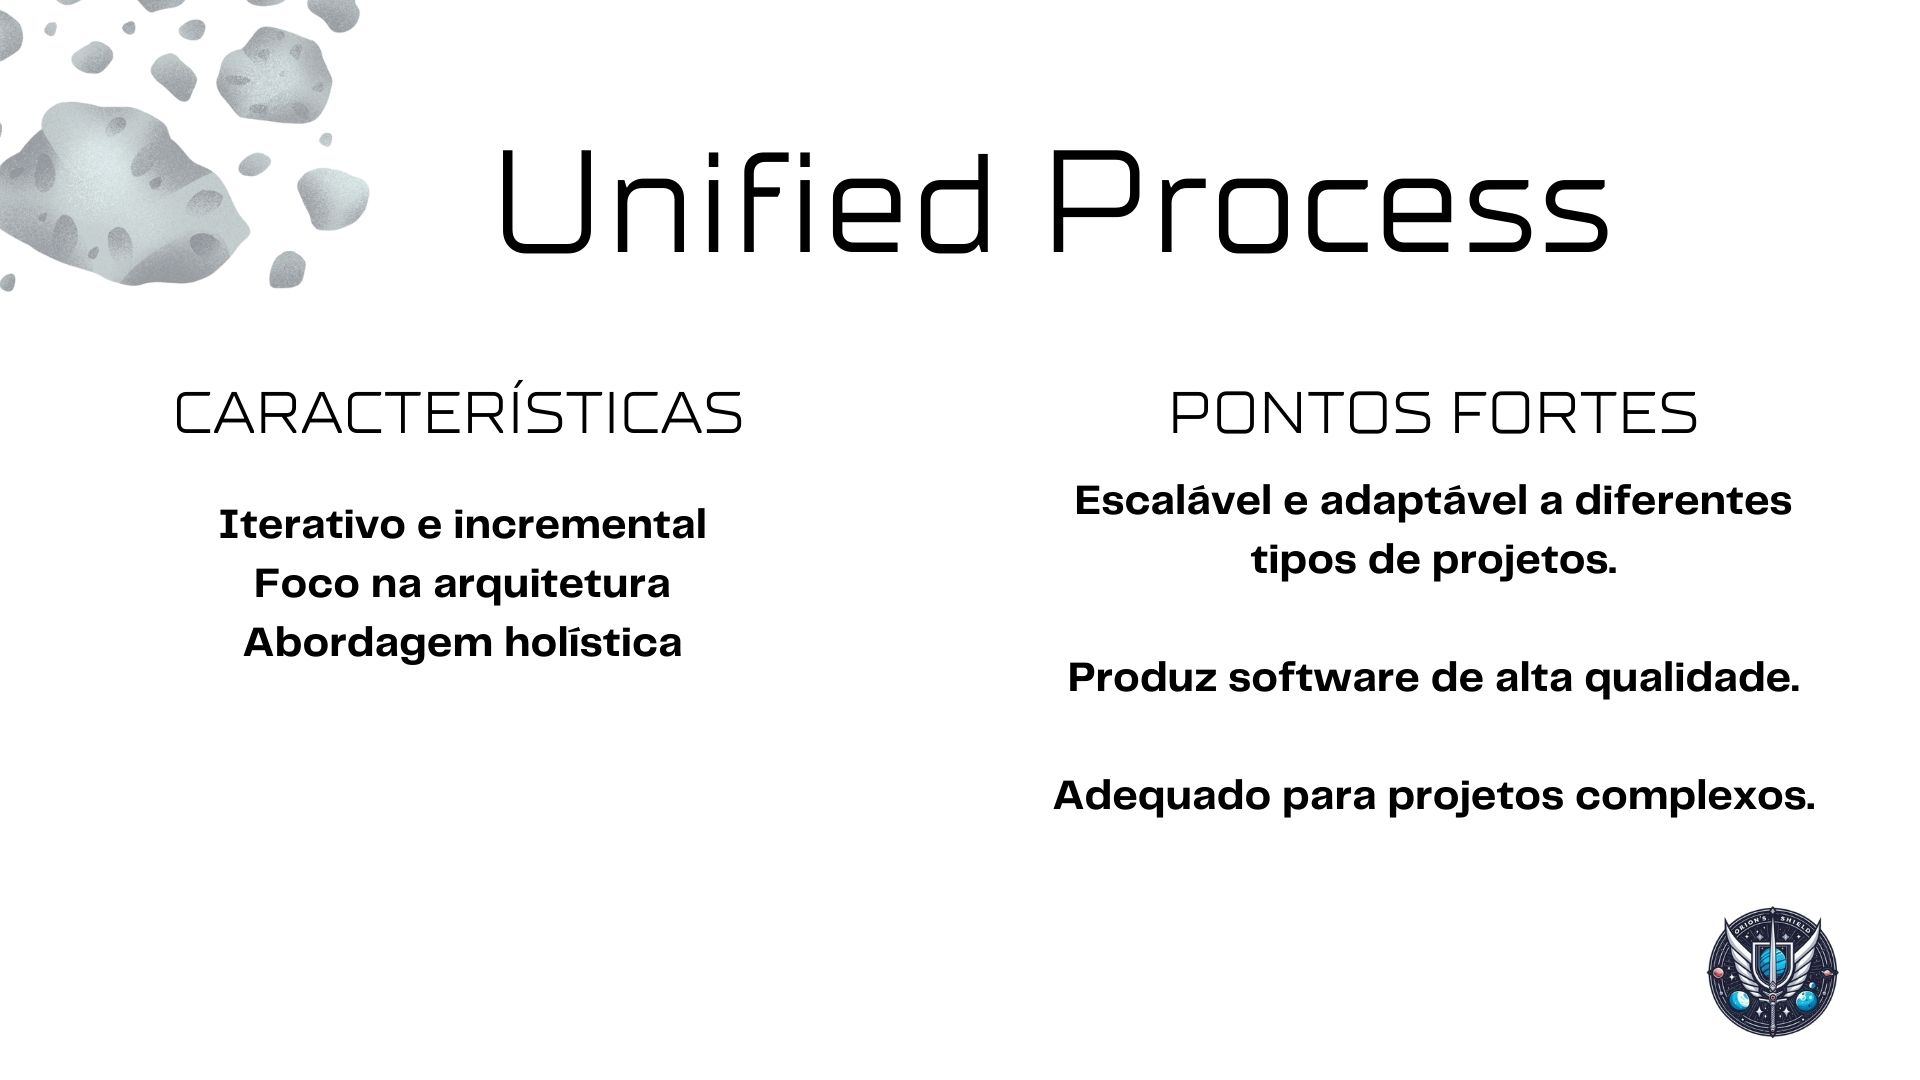 Unified Process
CARACTERÍSTICAS
Iterativo e incremental
Foco na arquitetura
Abordagem holística
PONTOS FORTES
Escalável e adaptável a diferentes
tipos de projetos.
Produz software de alta qualidade.
Adequado para projetos complexos.
ORION'S SHIELD